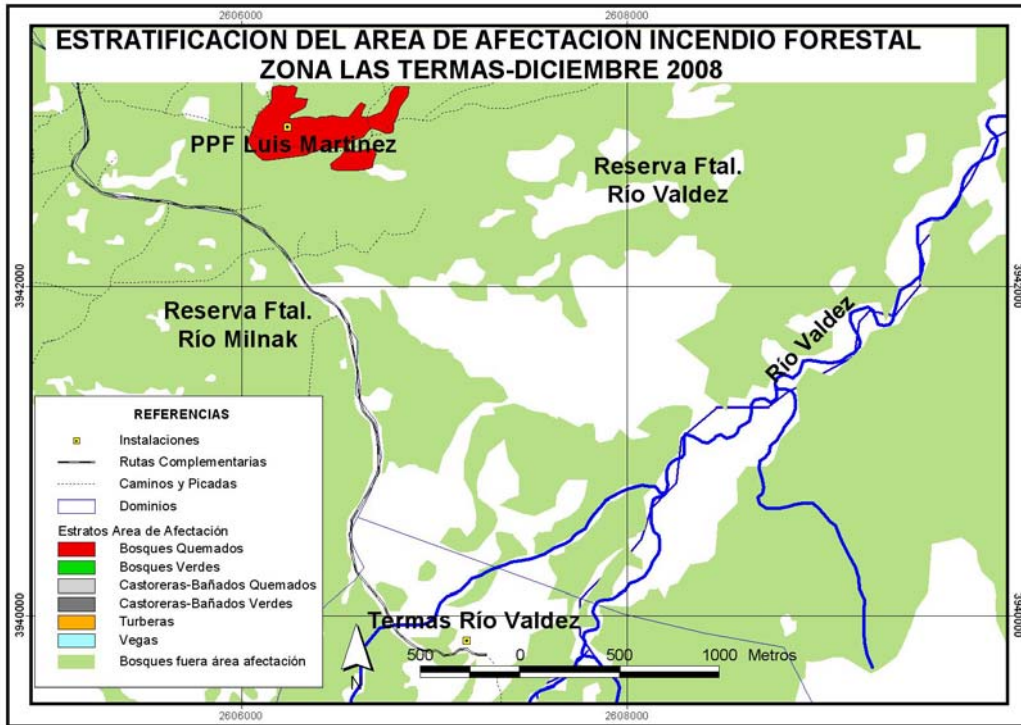 2606000
2608000
ESTRATIFICACION DEL AREA DE AFECTACION INCENDIO FORESTAL
ZONA LAS TERMAS-DICIEMBRE 2008
PPF Luis Martinez
Reserva Ftal.
Río Valdez
3942000
3942000
Reserva Ftal.
Río Milnak
Río Valdez
REFERENCIAS
Instalaciones
Rutas Complementarias
Caminos y Picadas
Dominios
Estratos Area de Afectación
Bosques Quemados
Bosques Verdes
Castoreras-Bañados Quemados
Castoreras-Bañados Verdes
Turberas
Vegas
Bosques fuera área afectación
3940000
3940000
Termas Río Valdez
N
500 0 500 1000 Metros
2606000
2608000